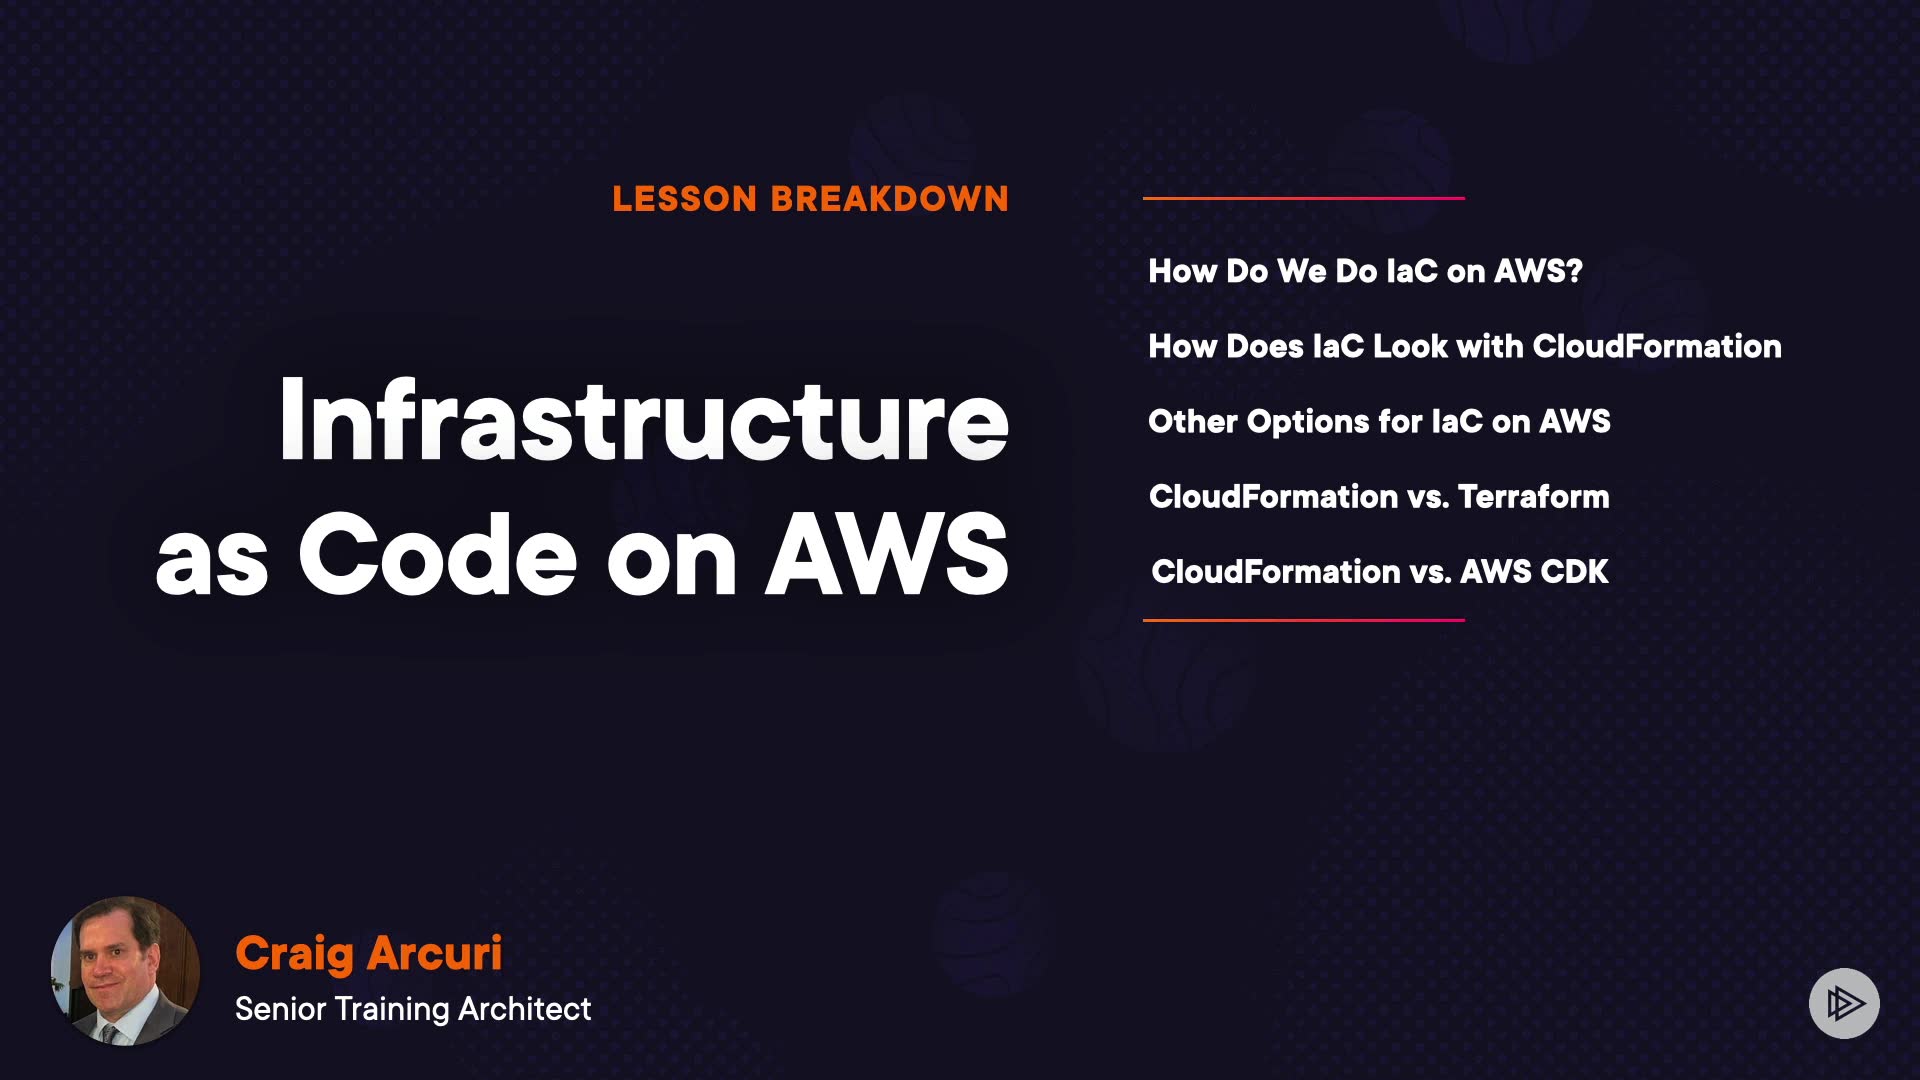 LESSON BREAKDOWN
Infrastructure
as Code on AWS
How Do We Do IaC on AWS?
How Does IaC Look with CloudFormation
Other Options for IaC on AWS
CloudFormation vs. Terraform
CloudFormation vs. AWS CDK
Craig Arcuri
Senior Training Architect